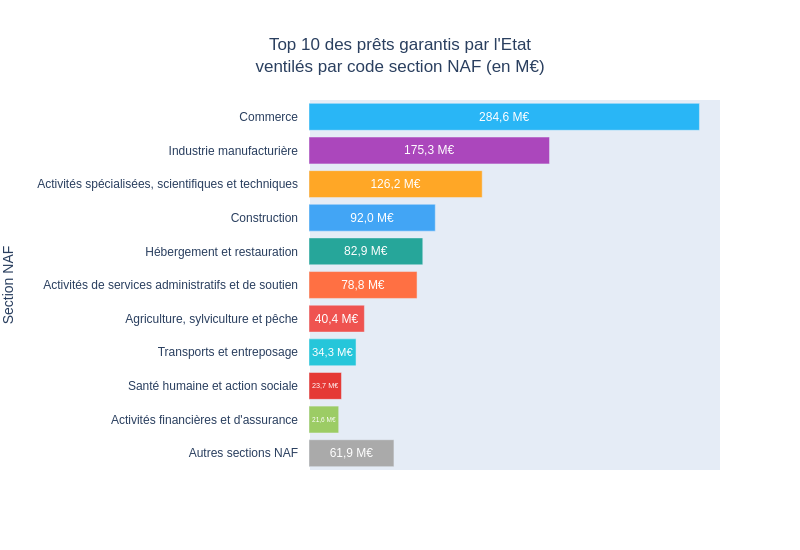 Top 10 des prêts garantis par l'Etat
ventilés par code section NAF (en M€)
Section NAF
Commerce 284,6 M€
Industrie manufacturière 175,3 M€
Activités spécialisées, scientifiques et techniques 126,2 M€
Construction 92,0 M€
Hébergement et restauration 82,9 M€
Activités de services administratifs et de soutien 78,8 M€
Agriculture, sylviculture et pêche 40,4 M€
Transports et entreposage 34,3 M€
Santé humaine et action sociale 23,7 M€
Activités financières et d'assurance 21,6 M€
Autres sections NAF 61,9 M€